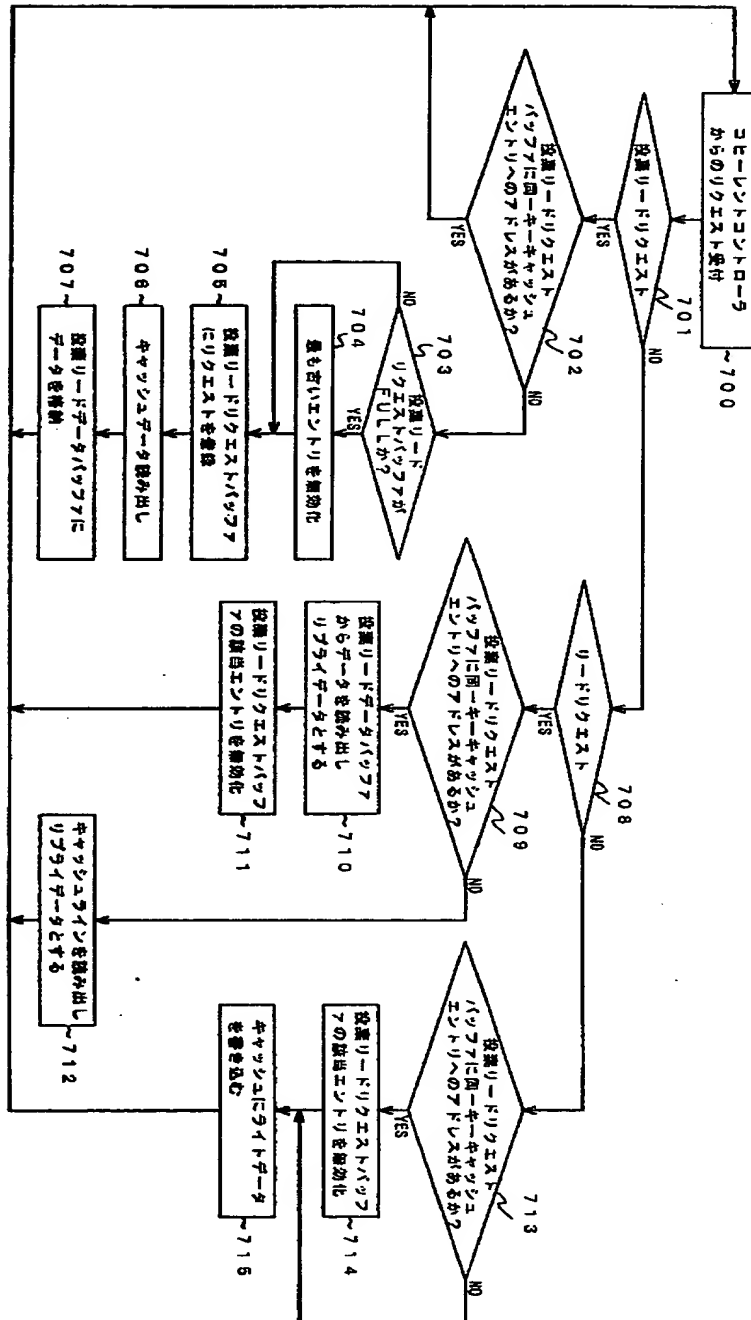 コヒーレントコントローラ
からのリクエスト受付
~700
投機リードリクエスト
701
YES
NO
投機リードリクエスト
バッファに同一キーキャッシュ
エントリへのアドレスがあるか?
702
YES
NO
投機リード
リクエストバッファが
FULLか?
703
NO
YES
最も古いエントリを無効化
704
投機リードリクエストバッファ
にリクエストを登録
705~
キャッシュデータ読み出し
706~
投機リードデータバッファに
データを格納
707~
リードリクエスト
708
YES
NO
投機リードリクエスト
バッファに同一キーキャッシュ
エントリへのアドレスがあるか?
709
YES
NO
投機リードデータバッファ
からデータを読み出し
リプライデータとする
~710
投機リードリクエストバッフ
ァの該当エントリを無効化
~711
キャッシュラインを読み出し
リプライデータとする
~712
投機リードリクエスト
バッファに同一キーキャッシュ
エントリへのアドレスがあるか?
713
YES
NO
投機リードリクエストバッフ
ァの該当エントリを無効化
~714
キャッシュにライトデータ
を書き込む
~715